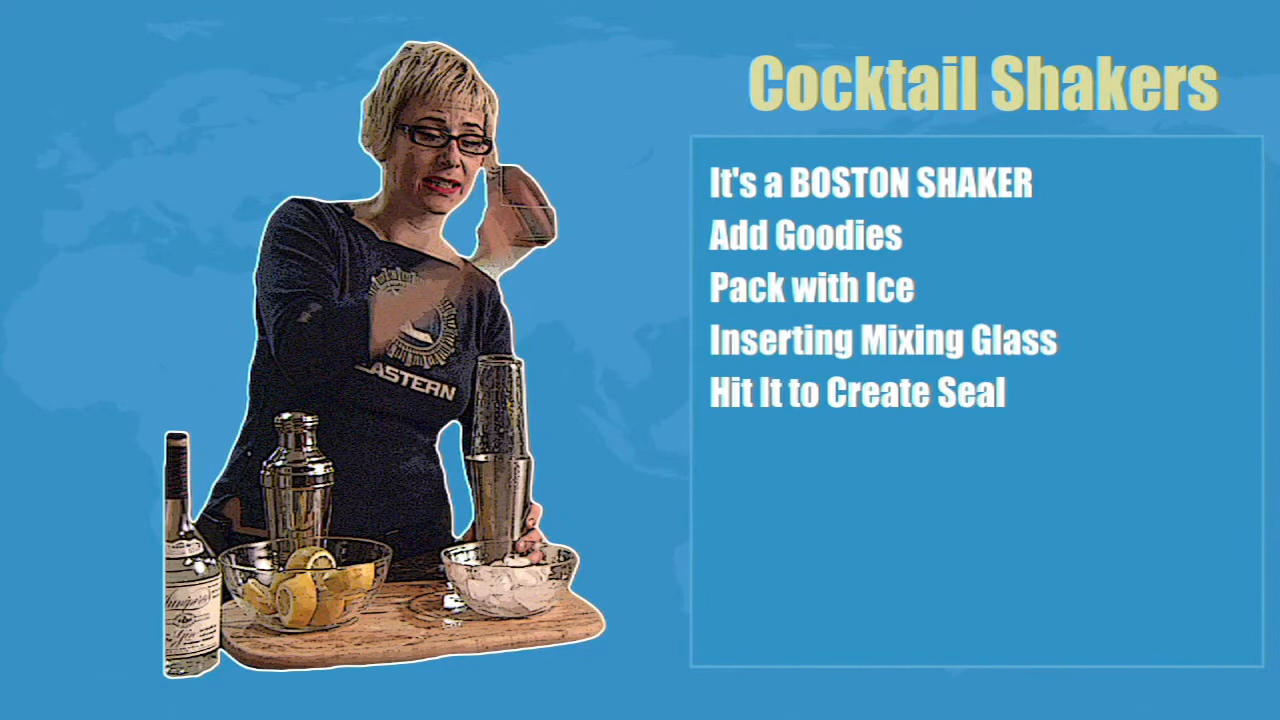 Cocktail Shakers
It's a BOSTON SHAKER
Add Goodies
Pack with Ice
Inserting Mixing Glass
Hit It to Create Seal
EASTERN
Gin